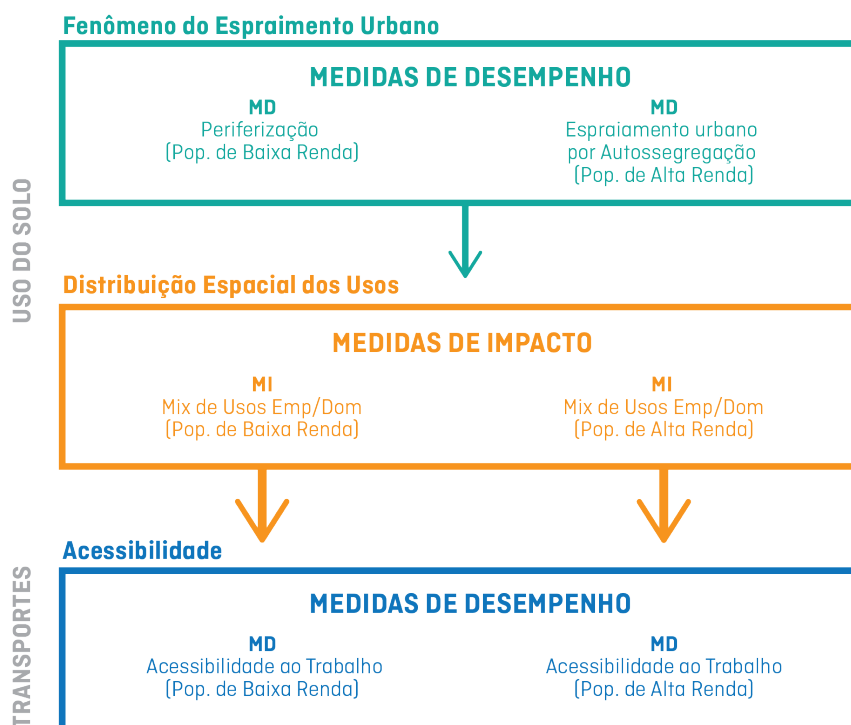 Fenômeno do Espraimento Urbano
MEDIDAS DE DESEMPENHO
MD
Periferização
(Pop. de Baixa Renda)
MD
Espraiamento urbano
por Autossegregação
(Pop. de Alta Renda)
USO DO SOLO
Distribuição Espacial dos Usos
MEDIDAS DE IMPACTO
MI
Mix de Usos Emp/Dom
(Pop. de Baixa Renda)
MI
Mix de Usos Emp/Dom
(Pop. de Alta Renda)
Acessibilidade
MEDIDAS DE DESEMPENHO
MD
Acessibilidade ao Trabalho
(Pop. de Baixa Renda)
MD
Acessibilidade ao Trabalho
(Pop. de Alta Renda)
TRANSPORTES